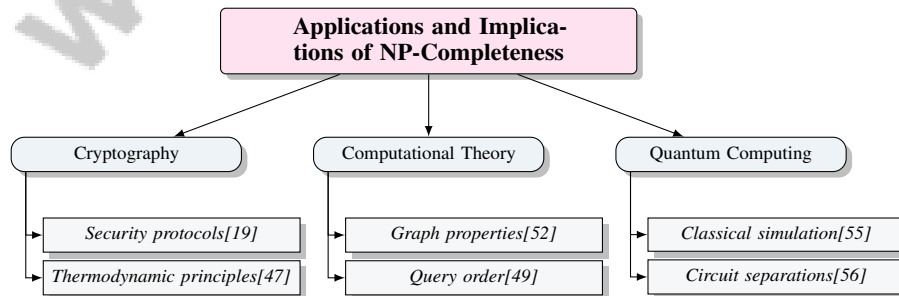 Applications and Implica-
tions of NP-Completeness
Cryptography
Computational Theory
Quantum Computing
Security protocols[19]
Graph properties[52]
Classical simulation[55]
Thermodynamic principles[47]
Query order[49]
Circuit separations[56]